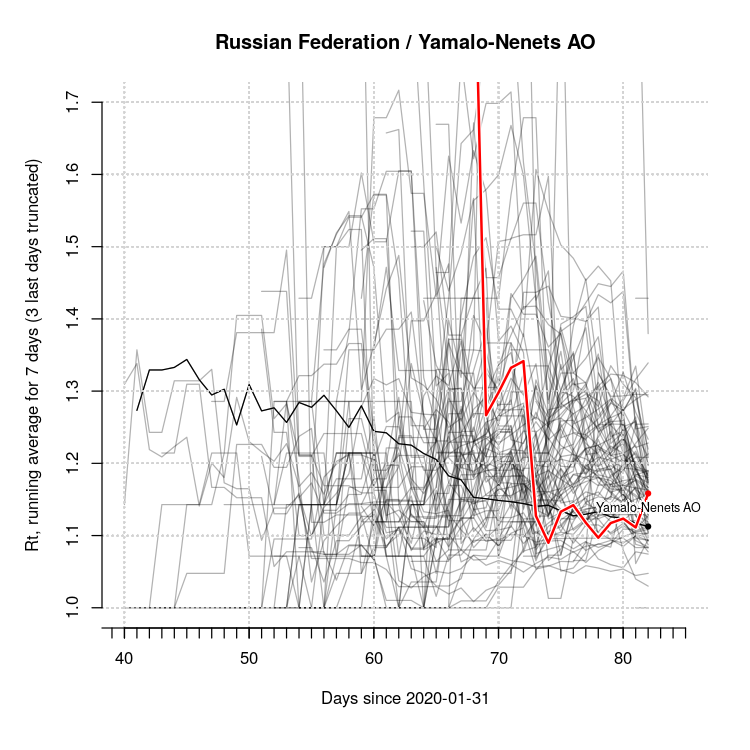 Russian Federation / Yamalo-Nenets AO
Rt, running average for 7 days (3 last days truncated)
1.7
1.6
1.5
1.4
1.3
1.2
1.1
1.0
Yamalo-Nenets AO
40 50 60 70 80
Days since 2020-01-31